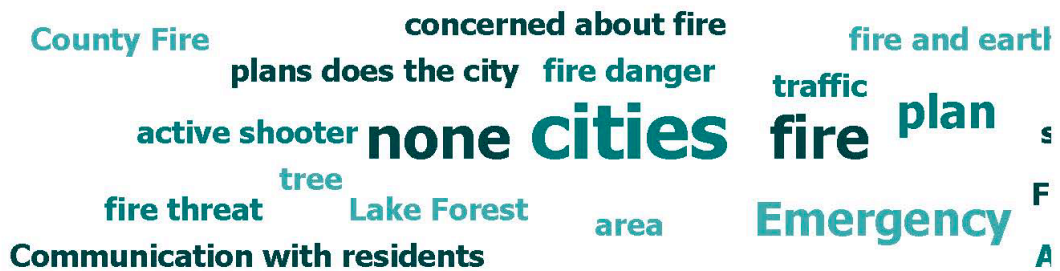 concerned about fire
County Fire
fire and eart
plans does the city
fire danger
traffic
plan
active shooter
none
cities
fire
tree
fire threat
Lake Forest
area
Emergency
F
Communication with residents
A